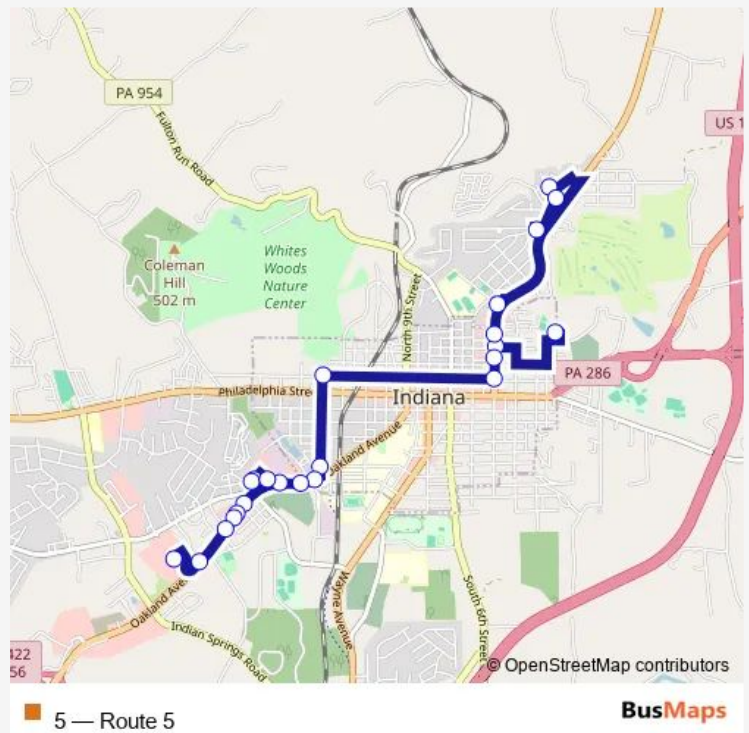 PA 954
Fulton Run Road
US 1
Coleman
Hill
502 m
Whites
Woods
Nature
Center
North 9th Street
PA 286
Philadelphia Stre
Indiana
Oakland Avenue
Oakland Ave
Wayne Avenue
South 6th Street
Indian Springs Road
422
56
© OpenStreetMap contributors
5 — Route 5
BusMaps